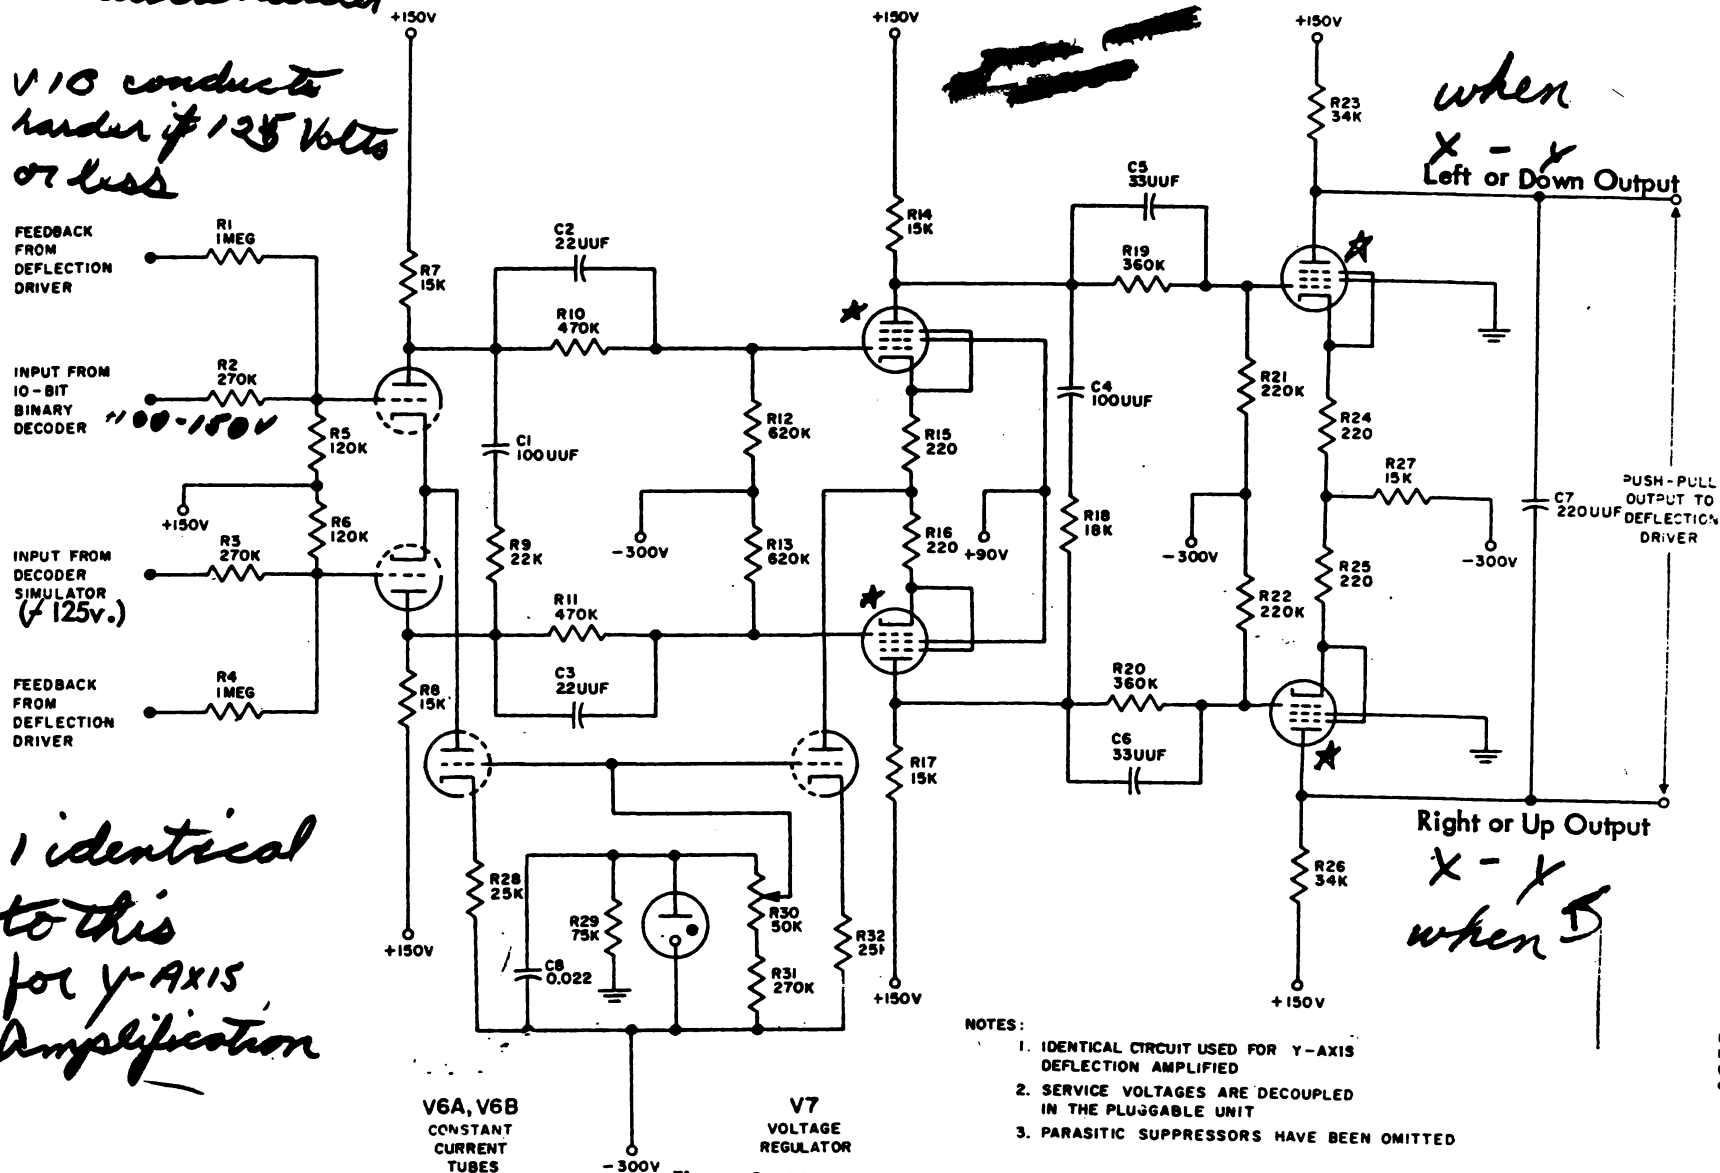 +150V
+150V
+150V
V1B conducts
harder if 125 Volts
or less
when
X - Y
Left or Down Output
R23
34K
C5
33UUF
R14
15K
R19
360K
FEEDBACK
FROM
DEFLECTION
DRIVER
R1
1MEG
R7
15K
C2
22UUF
R10
470K
INPUT FROM
10-BIT
BINARY
DECODER
+100-150V
R2
270K
R5
120K
+150V
R6
120K
C1
100UUF
R9
22K
R12
620K
-300V
R13
620K
R15
220
R16
220
+90V
C4
100UUF
R18
18K
R21
220K
-300V
R22
220K
R24
220
R27
15K
-300V
R25
220
C7
220UUF
PUSH-PULL
OUTPUT TO
DEFLECTION
DRIVER
INPUT FROM
DECODER
SIMULATOR
(+125v.)
R3
270K
R11
470K
C3
22UUF
FEEDBACK
FROM
DEFLECTION
DRIVER
R4
1MEG
R8
15K
+150V
R20
360K
C6
33UUF
R17
15K
+150V
Right or Up Output
X - Y
when
R26
34K
+150V
1 identical
to this
for Y-AXIS
Amplification
R28
25K
R29
75K
C8
0.022
R30
50K
R31
270K
R32
-300V
V6A, V6B
CONSTANT
CURRENT
TUBES
V7
VOLTAGE
REGULATOR
NOTES:
1. IDENTICAL CIRCUIT USED FOR Y-AXIS
DEFLECTION AMPLIFIED
2. SERVICE VOLTAGES ARE DECOUPLED
IN THE PLUGGABLE UNIT
3. PARASITIC SUPPRESSORS HAVE BEEN OMITTED